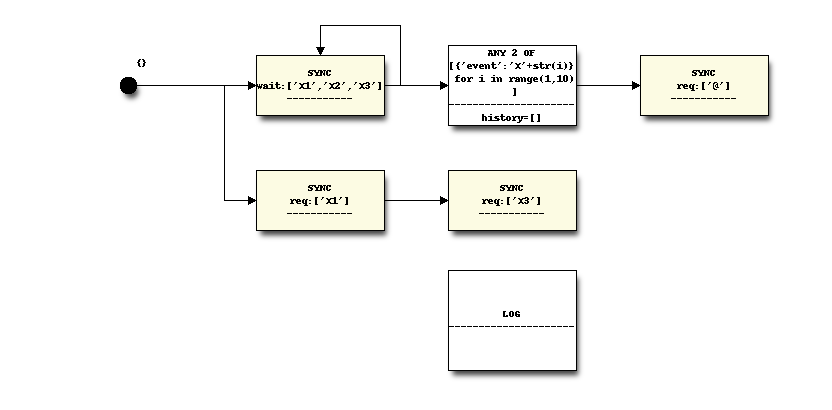 {}
SYNC
wait:['X1','X2','X3']
-----------
ANY 2 OF
[{'event':'X'+str(i)}
for i in range(1,10)
]
---------------------
history=[]
SYNC
req:['@']
-----------
SYNC
req:['X1']
-----------
SYNC
req:['X3']
-----------
LOG
---------------------